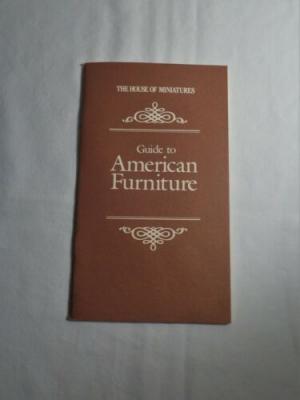 THE HOUSE OF MINIATURES
Guide to
American
Furniture